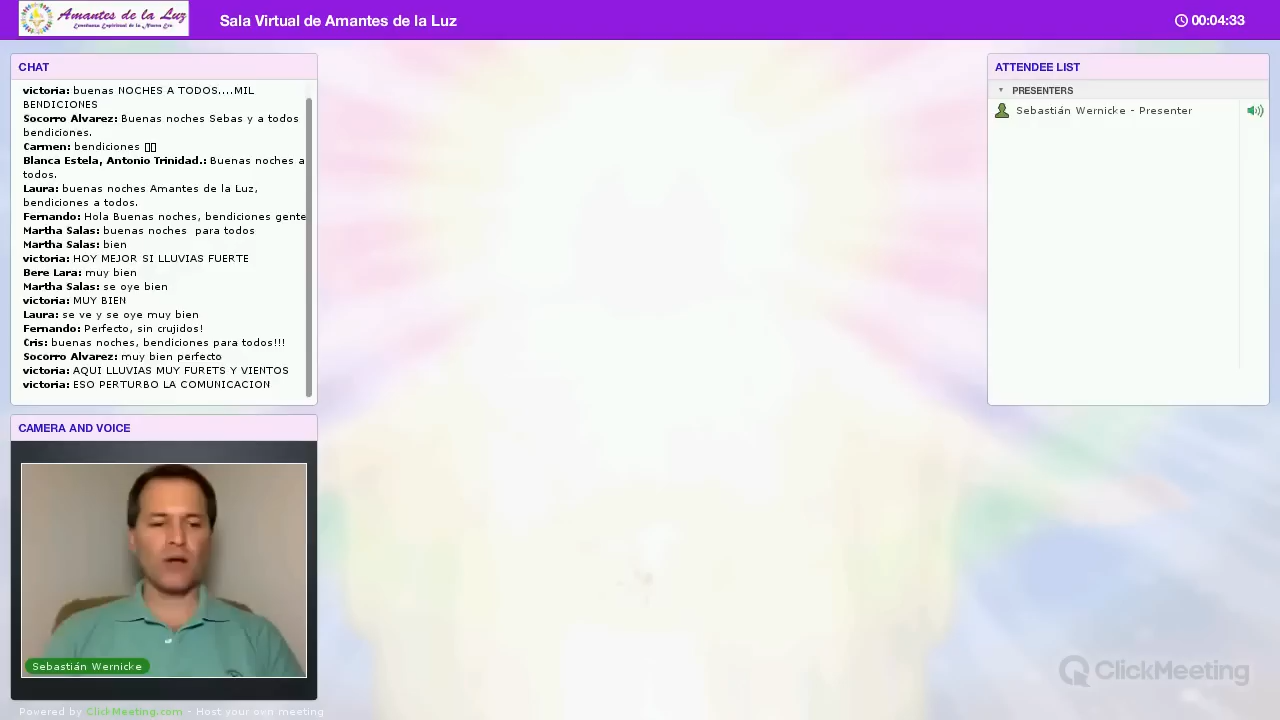 Amantes de la Luz
Enseñanza Espiritual de la Nueva Era
Sala Virtual de Amantes de la Luz
00:04:33
CHAT
victoria: buenas NOCHES A TODOS....MIL
BENDICIONES
Socorro Alvarez: Buenas noches Sebas y a todos
bendiciones.
Carmen: bendiciones
Blanca Estela, Antonio Trinidad.: Buenas noches a
todos.
Laura: buenas noches Amantes de la Luz,
bendiciones a todos.
Fernando: Hola Buenas noches, bendiciones gente
Martha Salas: buenas noches para todos
Martha Salas: bien
victoria: HOY MEJOR SI LLUVIAS FUERTE
Bere Lara: muy bien
Martha Salas: se oye bien
victoria: MUY BIEN
Laura: se ve y se oye muy bien
Fernando: Perfecto, sin crujidos!
Cris: buenas noches, bendiciones para todos!!!
Socorro Alvarez: muy bien perfecto
victoria: AQUI LLUVIAS MUY FURETS Y VIENTOS
victoria: ESO PERTURBO LA COMUNICACION
CAMERA AND VOICE
Sebastián Wernicke
Powered by ClickMeeting.com - Host your own meeting
ATTENDEE LIST
PRESENTERS
Sebastián Wernicke - Presenter
ClickMeeting